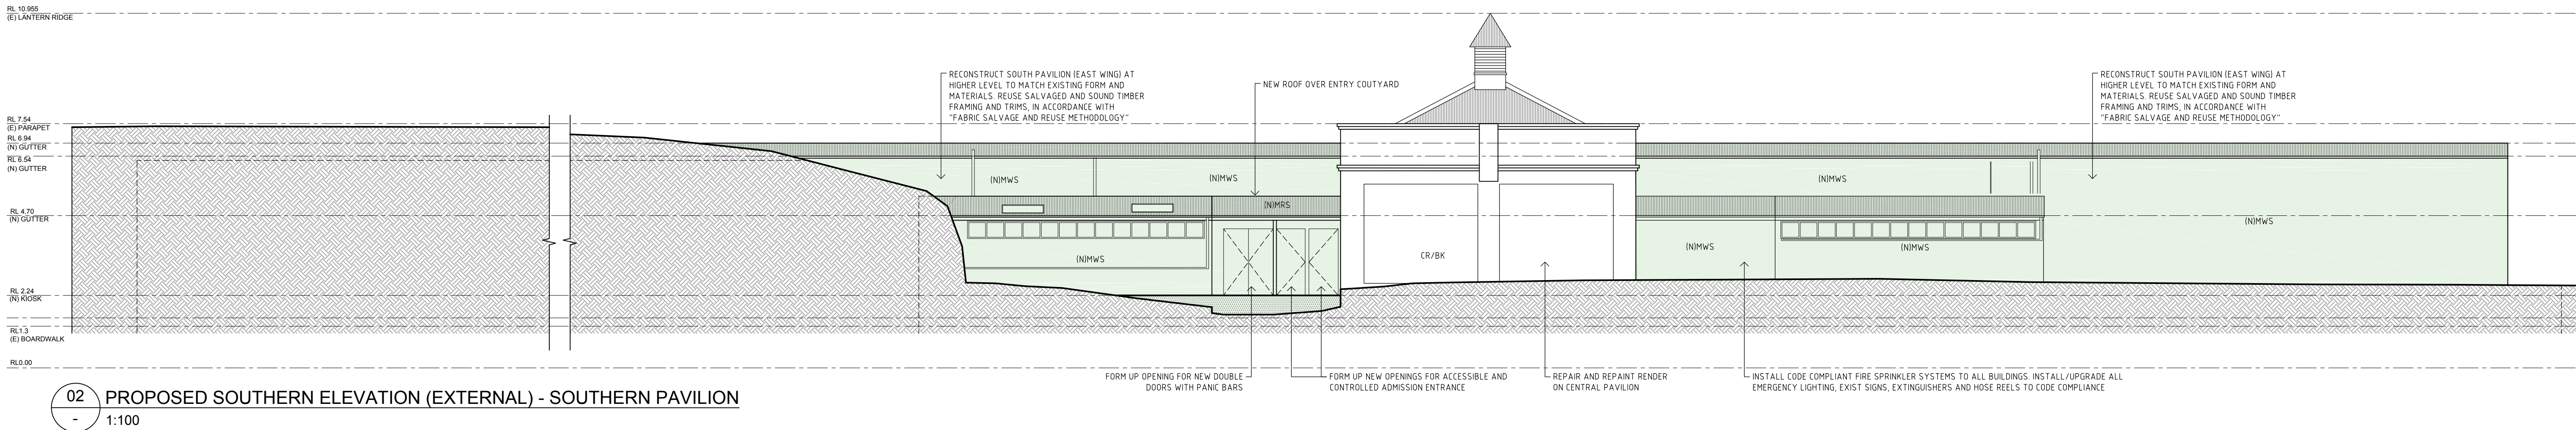 RL 10.955
(E) LANTERN RIDGE
RECONSTRUCT SOUTH PAVILION (EAST WING) AT
HIGHER LEVEL TO MATCH EXISTING FORM AND
MATERIALS. REUSE SALVAGED AND SOUND TIMBER
FRAMING AND TRIMS, IN ACCORDANCE WITH
"FABRIC SALVAGE AND REUSE METHODOLOGY"
NEW ROOF OVER ENTRY COUTYARD
RECONSTRUCT SOUTH PAVILION (EAST WING) AT
HIGHER LEVEL TO MATCH EXISTING FORM AND
MATERIALS. REUSE SALVAGED AND SOUND TIMBER
FRAMING AND TRIMS, IN ACCORDANCE WITH
"FABRIC SALVAGE AND REUSE METHODOLOGY"
RL 7.54
(E) PARAPET
RL 6.94
(N) GUTTER
RL 6.54
(N) GUTTER
(N)MWS
(N)MWS
(N)MWS
RL 4.70
(N) GUTTER
(N)MRS
(N)MWS
(N)MWS
(N)MWS
(N)MWS
CR/BK
RL 2.24
(N) KIOSK
RL1.3
(E) BOARDWALK
RL0.00
FORM UP OPENING FOR NEW DOUBLE
DOORS WITH PANIC BARS
FORM UP NEW OPENINGS FOR ACCESSIBLE AND
CONTROLLED ADMISSION ENTRANCE
REPAIR AND REPAINT RENDER
ON CENTRAL PAVILION
INSTALL CODE COMPLIANT FIRE SPRINKLER SYSTEMS TO ALL BUILDINGS. INSTALL/UPGRADE ALL
EMERGENCY LIGHTING, EXIST SIGNS, EXTINGUISHERS AND HOSE REELS TO CODE COMPLIANCE
02
-
PROPOSED SOUTHERN ELEVATION (EXTERNAL) - SOUTHERN PAVILION
1:100